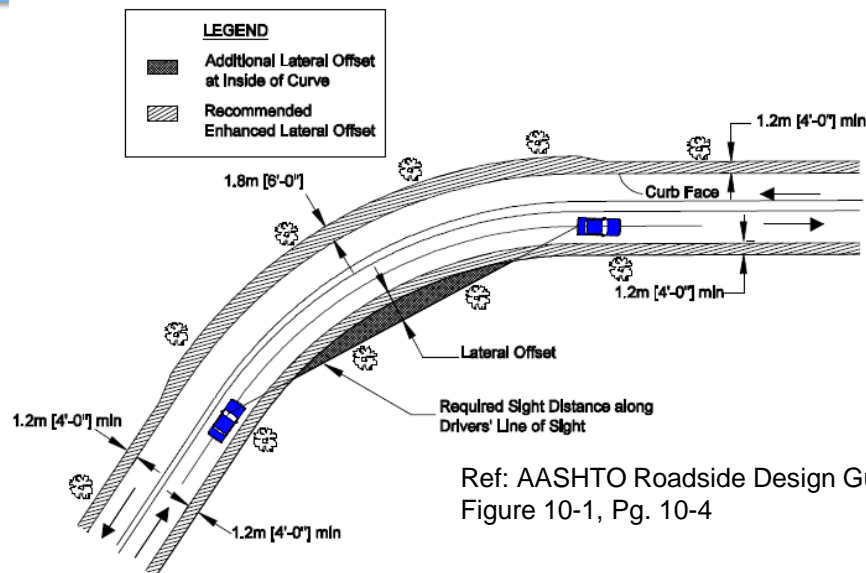 LEGEND
Additional Lateral Offset
at Inside of Curve
Recommended
Enhanced Lateral Offset
1.2m [4'-0"] min
1.8m [6'-0"]
Curb Face
1.2m [4'-0"] min
Lateral Offset
Required Sight Distance along
Drivers' Line of Sight
1.2m [4'-0"] min
Ref: AASHTO Roadside Design
Figure 10-1, Pg. 10-4
1.2m [4'-0"] min